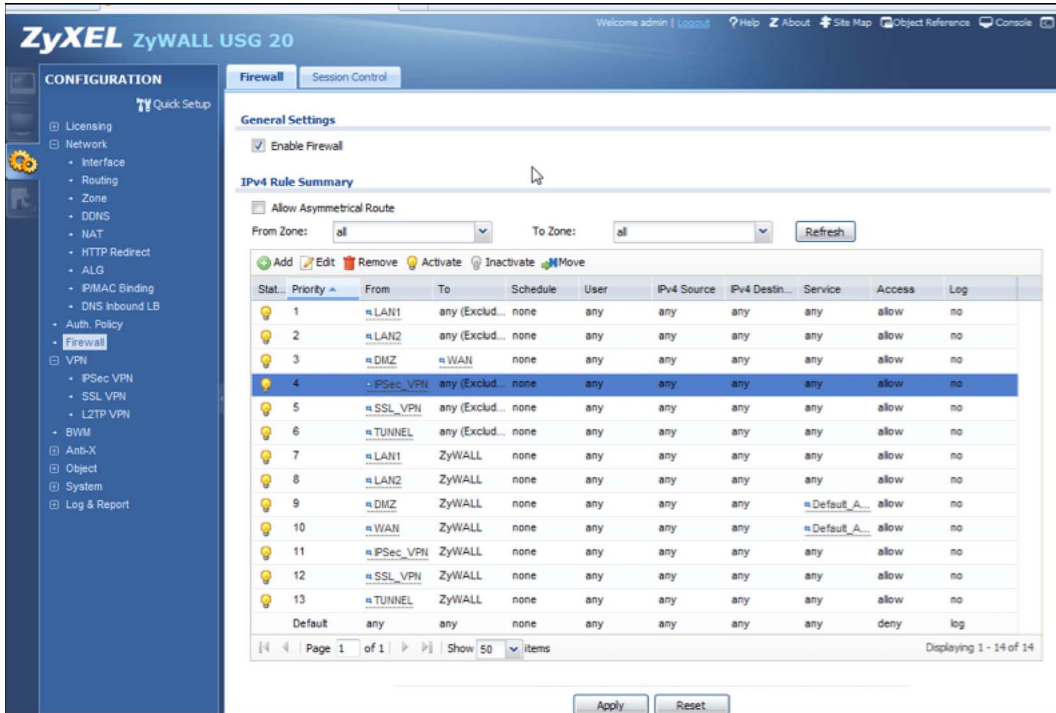 Welcome admin | Logout ?Help Z About Site Map Object Reference Console
ZyXEL ZyWALL USG 20
CONFIGURATION
Quick Setup
Licensing
Network
Interface
Routing
Zone
DDNS
NAT
HTTP Redirect
ALG
IP/MAC Binding
DNS Inbound LB
Auth. Policy
Firewall
VPN
IPSec VPN
SSL VPN
L2TP VPN
BWM
Anti-X
Object
System
Log & Report
Firewall Session Control
General Settings
Enable Firewall
IPv4 Rule Summary
Allow Asymmetrical Route
From Zone: all To Zone: all Refresh
Add Edit Remove Activate Inactivate Move
Stat... Priority From To Schedule User IPv4 Source IPv4 Destin... Service Access Log
1 LAN1 any (Exclud... none any any any any allow no
2 LAN2 any (Exclud... none any any any any allow no
3 DMZ WAN none any any any any allow no
4 IPSec_VPN any (Exclud... none any any any any allow no
5 SSL_VPN any (Exclud... none any any any any allow no
6 TUNNEL any (Exclud... none any any any any allow no
7 LAN1 ZyWALL none any any any any allow no
8 LAN2 ZyWALL none any any any any allow no
9 DMZ ZyWALL none any any any Default_A... allow no
10 WAN ZyWALL none any any any Default_A... allow no
11 IPSec_VPN ZyWALL none any any any any allow no
12 SSL_VPN ZyWALL none any any any any allow no
13 TUNNEL ZyWALL none any any any any allow no
Default any any none any any any any deny log
Page 1 of 1 Show 50 items Displaying 1 - 14 of 14
Apply Reset